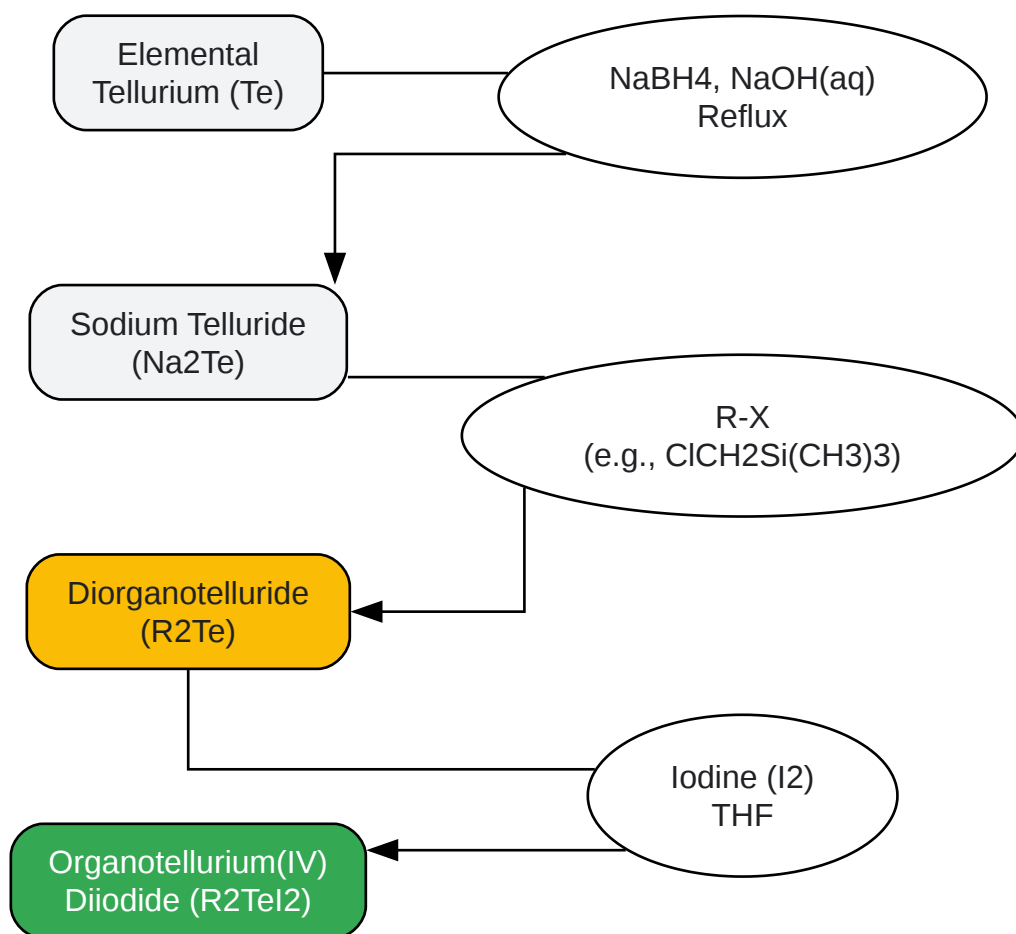 Elemental
Tellurium (Te)
NaBH4, NaOH(aq)
Reflux
Sodium Telluride
(Na2Te)
R-X
(e.g., ClCH2Si(CH3)3)
Diorganotelluride
(R2Te)
Iodine (I2)
THF
Organotellurium(IV)
Diiodide (R2TeI2)